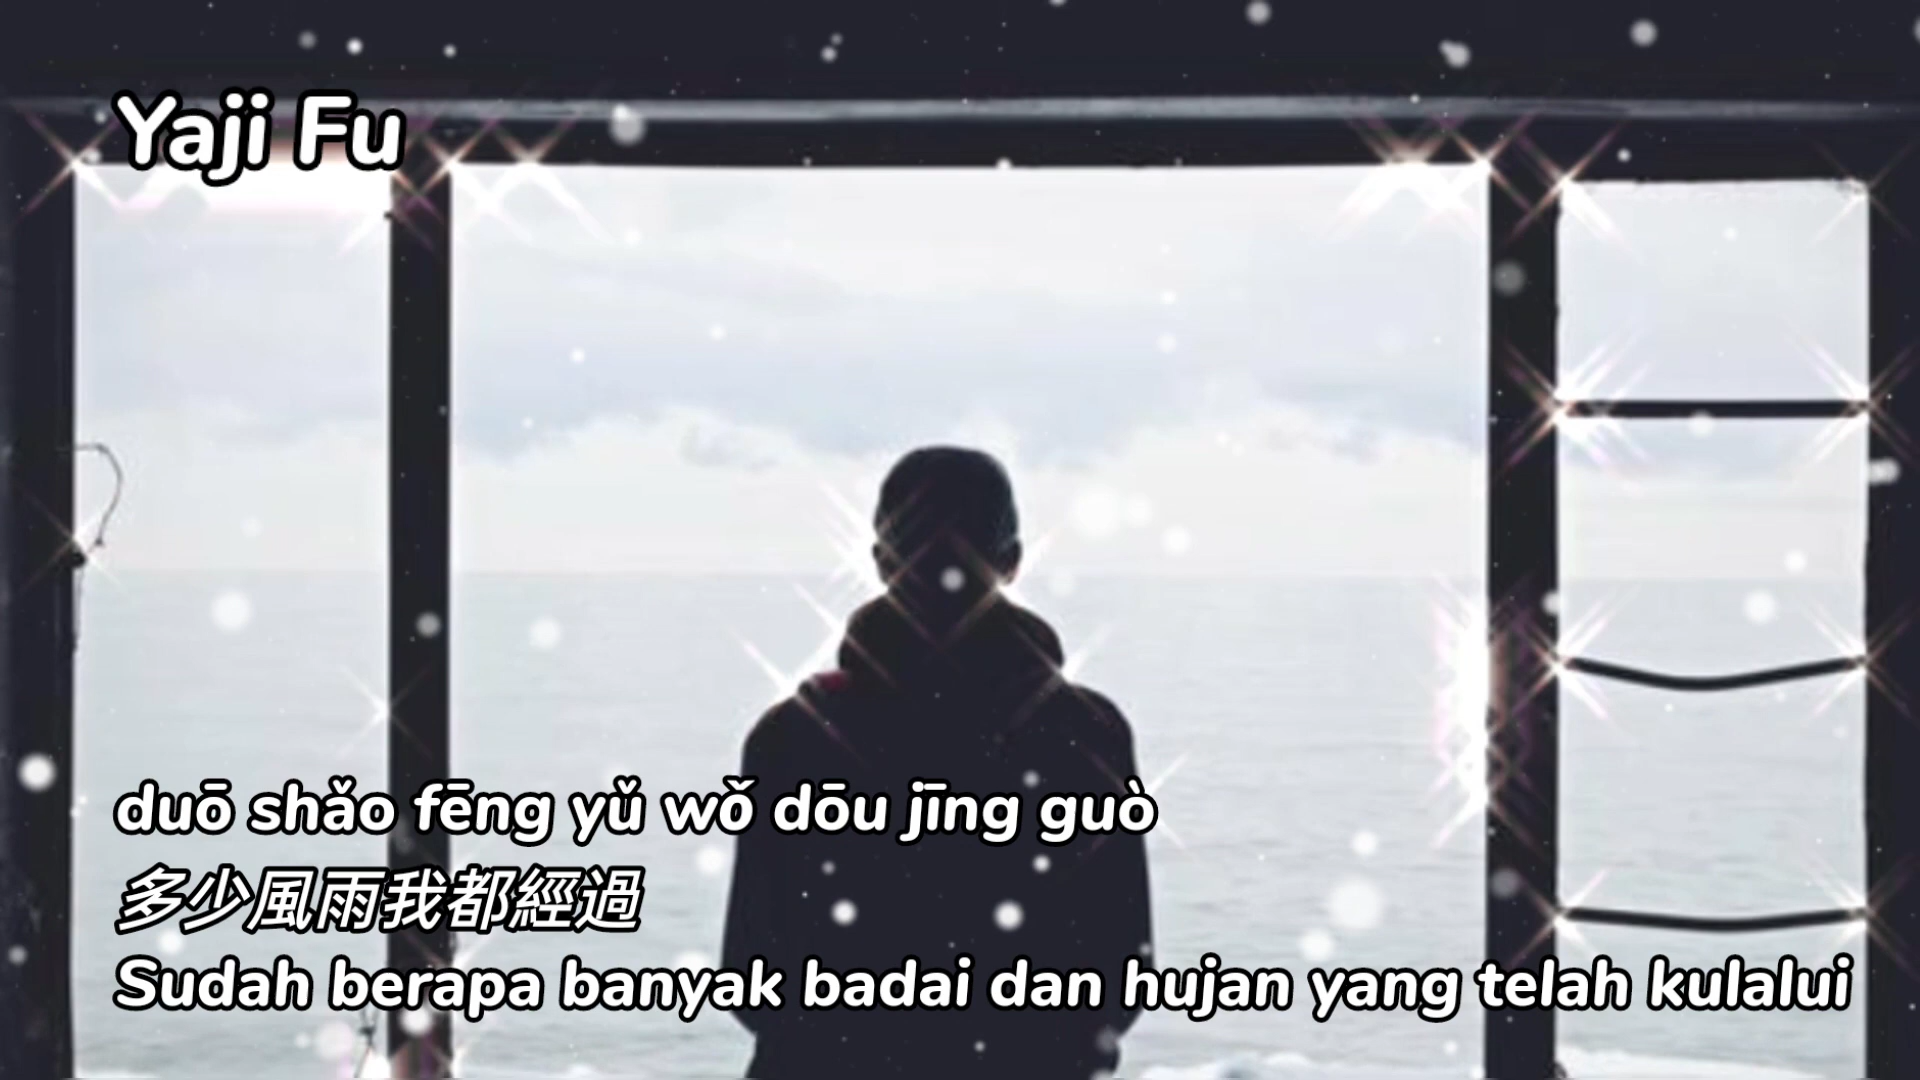 Yaji Fu
duō shǎo fēng yǔ wǒ dōu jīng guò
多少風雨我都經過
Sudah berapa banyak badai dan hujan yang telah kulalui